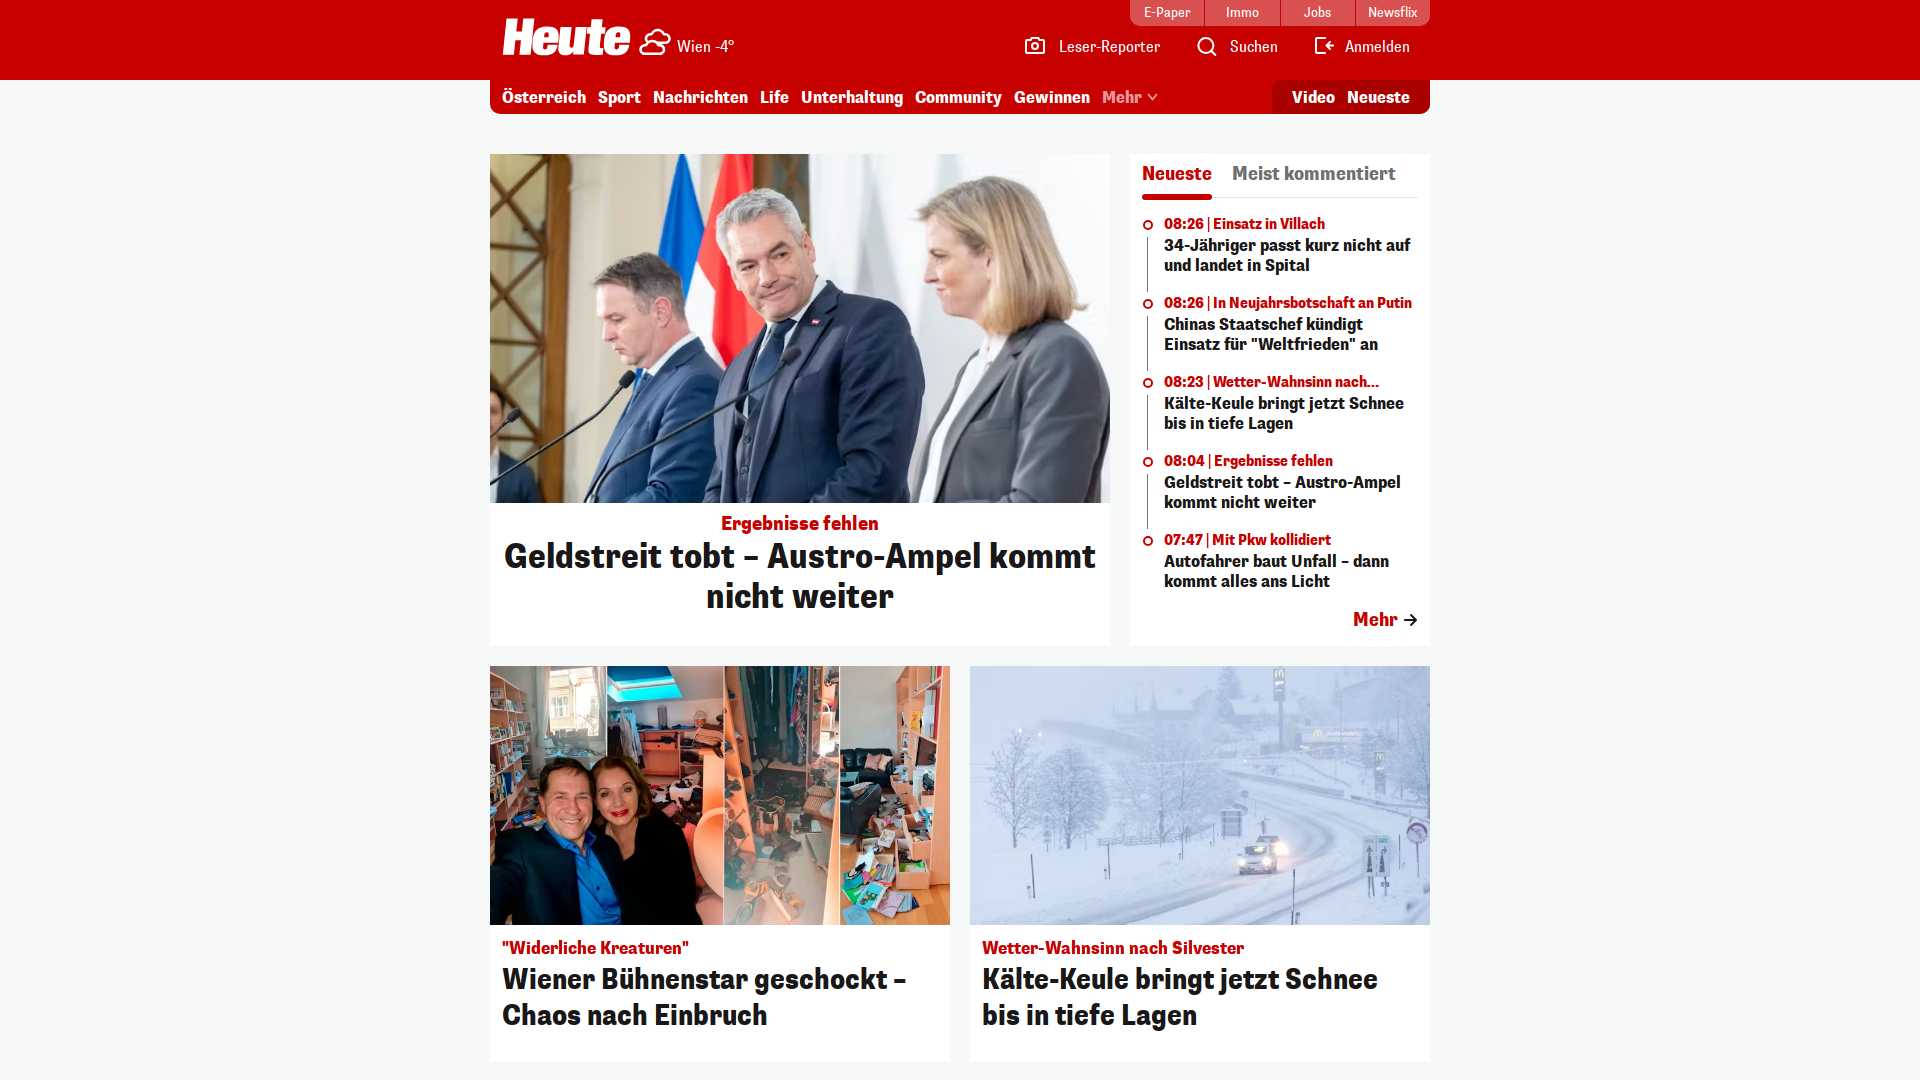 E-Paper
Immo
Jobs
Newsflix
Heute
Wien -4°
Leser-Reporter
Suchen
Anmelden
Österreich
Sport
Nachrichten
Life
Unterhaltung
Community
Gewinnen
Mehr
Video
Neueste
Ergebnisse fehlen
Geldstreit tobt – Austro-Ampel kommt
nicht weiter
Neueste
Meist kommentiert
08:26 | Einsatz in Villach
34-Jähriger passt kurz nicht auf
und landet in Spital
08:26 | In Neujahrsbotschaft an Putin
Chinas Staatschef kündigt
Einsatz für "Weltfrieden" an
08:23 | Wetter-Wahnsinn nach...
Kälte-Keule bringt jetzt Schnee
bis in tiefe Lagen
08:04 | Ergebnisse fehlen
Geldstreit tobt – Austro-Ampel
kommt nicht weiter
07:47 | Mit Pkw kollidiert
Autofahrer baut Unfall – dann
kommt alles ans Licht
Mehr
"Widerliche Kreaturen"
Wiener Bühnenstar geschockt –
Chaos nach Einbruch
Wetter-Wahnsinn nach Silvester
Kälte-Keule bringt jetzt Schnee
bis in tiefe Lagen